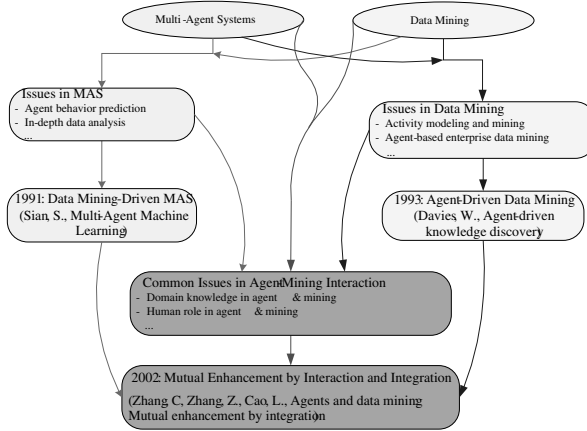 Multi-Agent Systems
Data Mining
Issues in MAS
- Agent behavior prediction
- In-depth data analysis
...
Issues in Data Mining
- Activity modeling and mining
- Agent-based enterprise data mining
...
1991: Data Mining-Driven MAS
(Sian, S., Multi-Agent Machine
Learning)
1993: Agent-Driven Data Mining
(Davies, W., Agent-driven
knowledge discovery)
Common Issues in Agent-Mining Interaction
- Domain knowledge in agent & mining
- Human role in agent & mining
...
2002: Mutual Enhancement by Interaction and Integration
(Zhang, C, Zhang, Z., Cao, L., Agents and data mining
Mutual enhancement by integration)